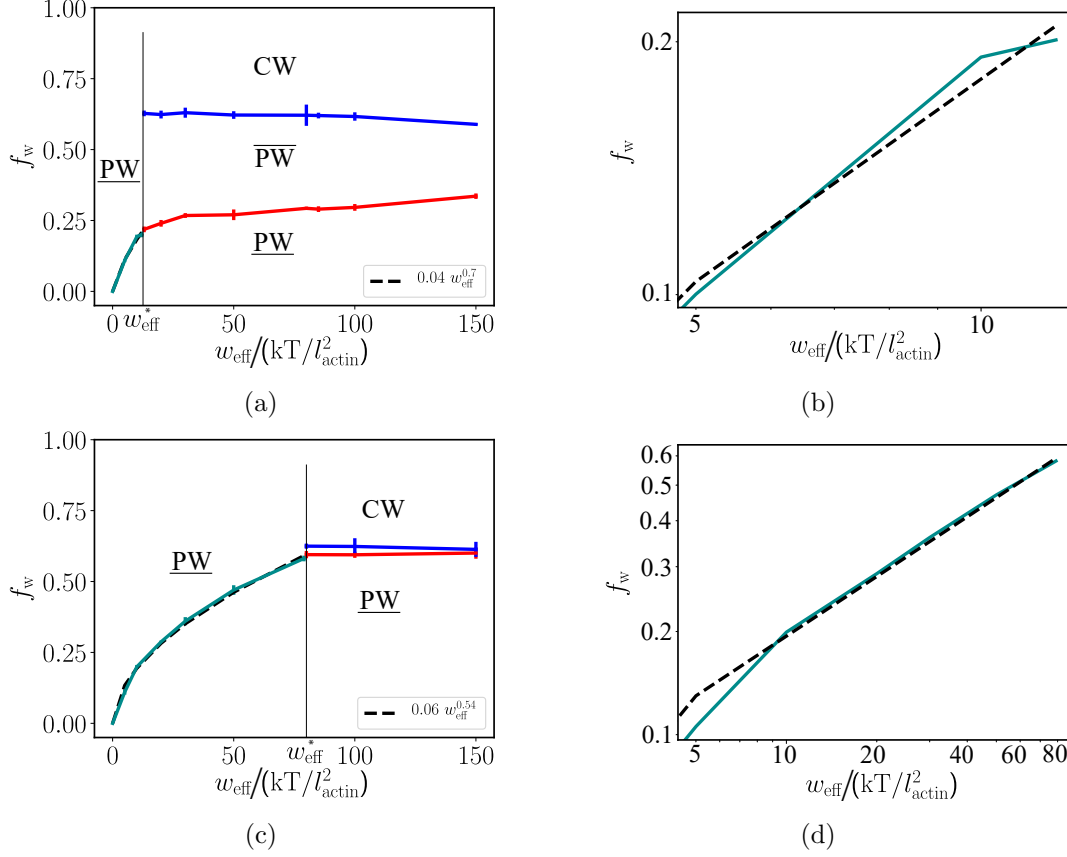 1.00
0.75
0.50
0.25
0.00
f_w
CW
PW
PW
PW
0.04 w_eff^0.7
0 w*_eff 50 100 150
w_eff/(kT/l²_actin)
(a)
0.2
0.1
f_w
5 10
w_eff/(kT/l²_actin)
(b)
1.00
0.75
0.50
0.25
0.00
f_w
CW
PW
PW
0.06 w_eff^0.54
0 50 w*_eff 100 150
w_eff/(kT/l²_actin)
(c)
0.6
0.5
0.4
0.3
0.2
0.1
f_w
5 10 20 40 60 80
w_eff/(kT/l²_actin)
(d)